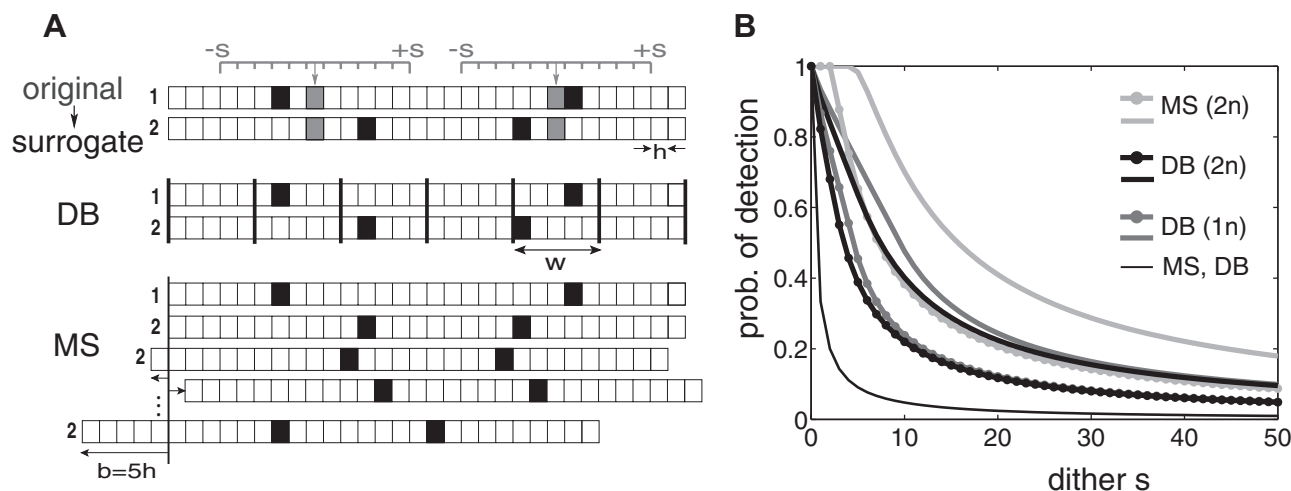 A
-s +s -s +s
original
1
surrogate
2
h
DB
1
2
w
MS
1
2
2
2
b=5h
B
prob. of detection
1
0.8
0.6
0.4
0.2
0
0 10 20 30 40 50
dither s
MS (2n)
DB (2n)
DB (1n)
MS, DB